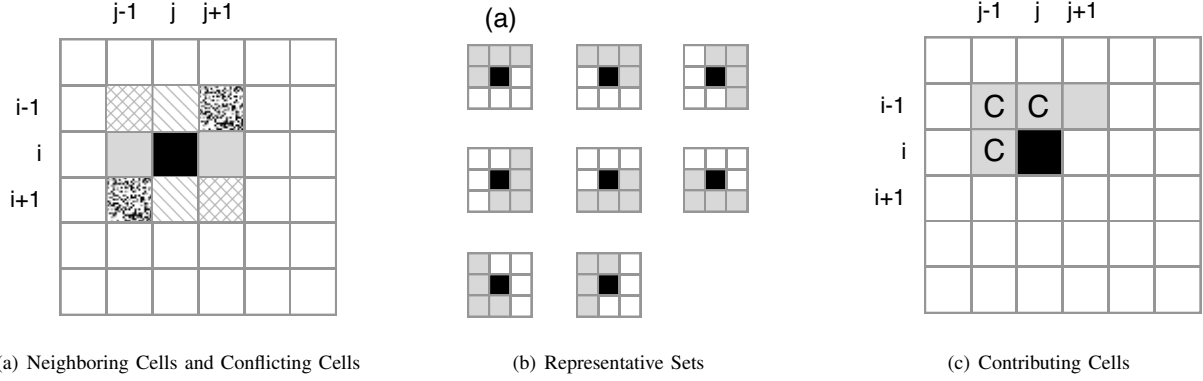 j-1 j j+1
i-1
i
i+1
(a) Neighboring Cells and Conflicting Cells
(a)
(b) Representative Sets
j-1 j j+1
i-1 C C
i C
i+1
(c) Contributing Cells